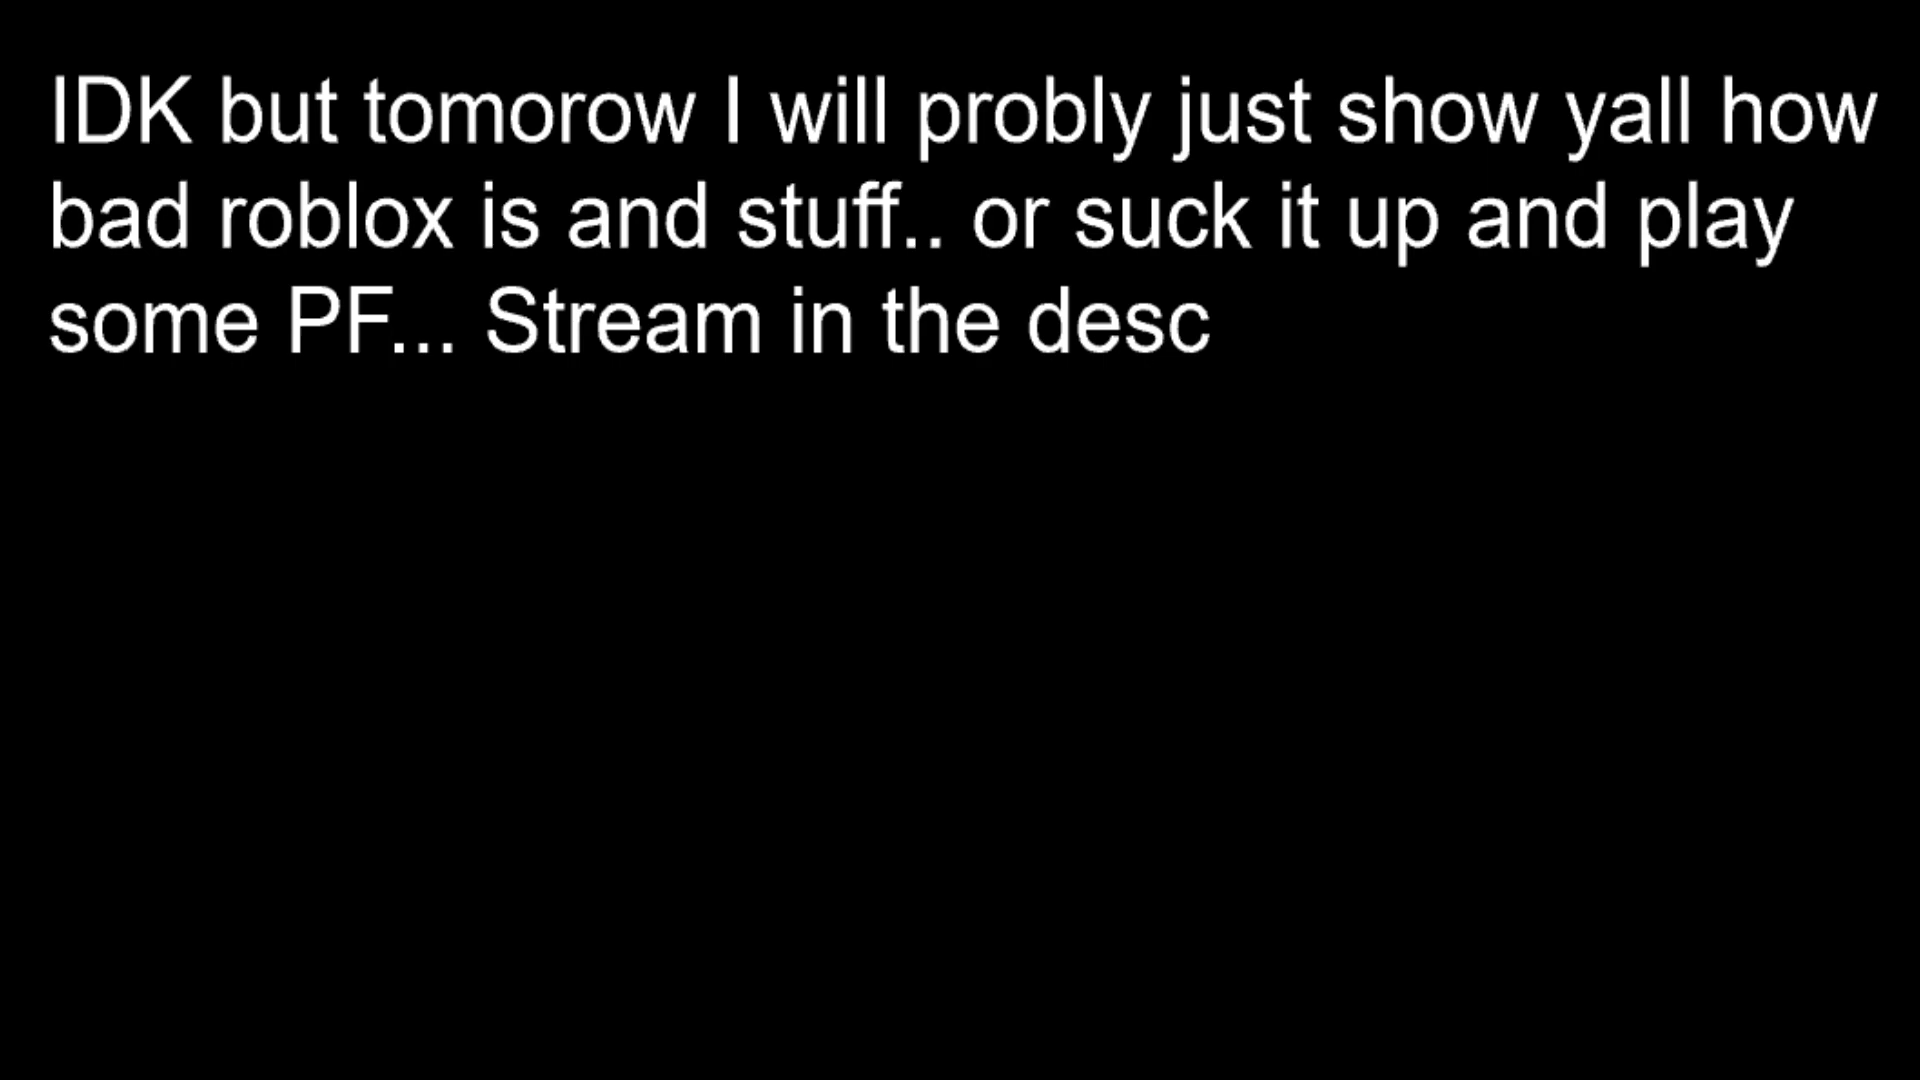 IDK but tomorow I will probly just show yall how
bad roblox is and stuff.. or suck it up and play
some PF... Stream in the desc